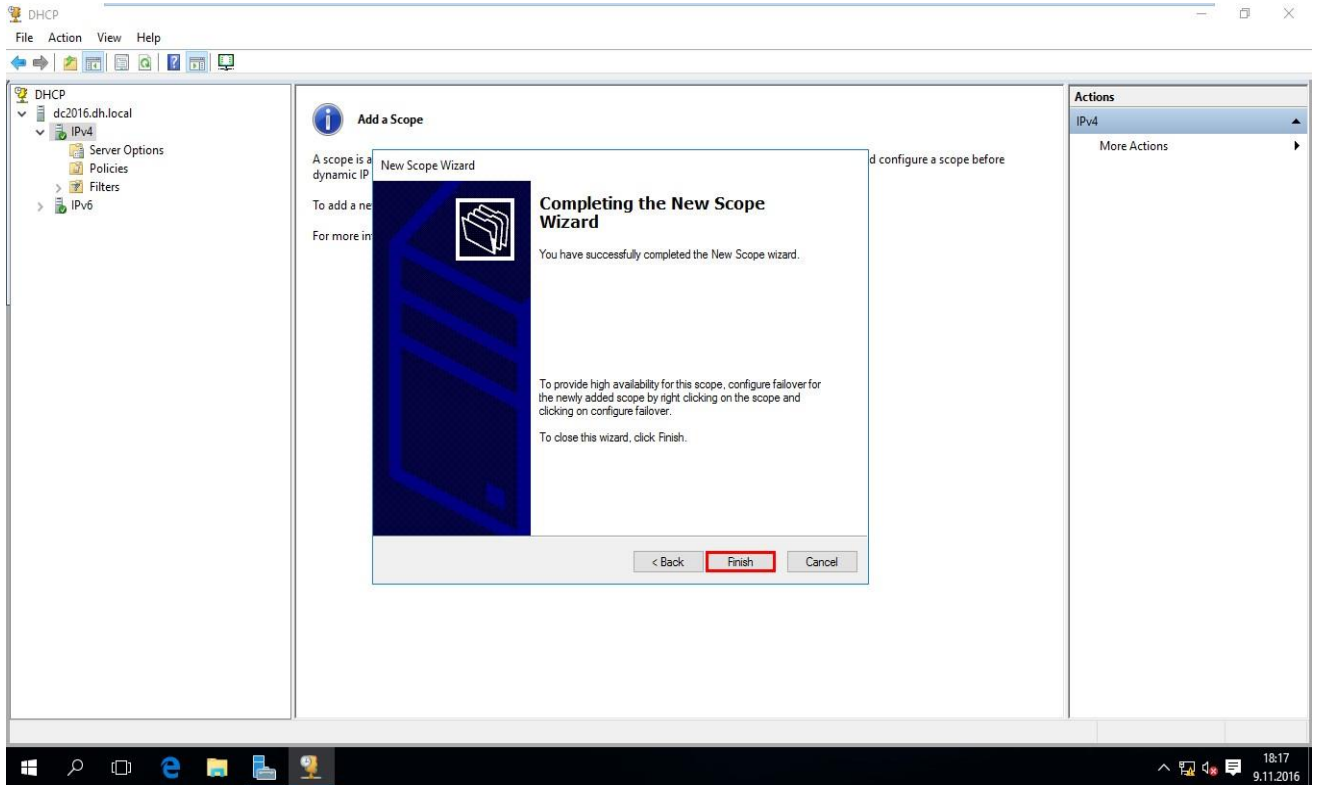 DHCP
File Action View Help
DHCP
dc2016.dh.local
IPv4
Server Options
Policies
Filters
IPv6
Add a Scope
A scope is a
d configure a scope before
dynamic IP
To add a ne
For more in
New Scope Wizard
Completing the New Scope
Wizard
You have successfully completed the New Scope wizard.
To provide high availability for this scope, configure failover for
the newly added scope by right clicking on the scope and
clicking on configure failover.
To close this wizard, click Finish.
< Back Finish Cancel
Actions
IPv4
More Actions
18:17
9.11.2016